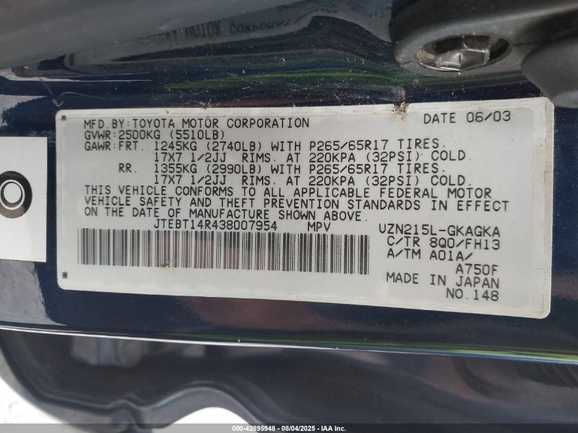 MFD.BY:TOYOTA MOTOR CORPORATION DATE 06/03
GVWR:2500KG (5510LB)
GAWR:FRT. 1245KG (2740LB) WITH P265/65R17 TIRES.
17X7 1/2JJ RIMS. AT 220KPA (32PSI) COLD.
RR. 1355KG (2990LB) WITH P265/65R17 TIRES.
17X7 1/2JJ RIMS. AT 220KPA (32PSI) COLD.
THIS VEHICLE CONFORMS TO ALL APPLICABLE FEDERAL MOTOR
VEHICLE SAFETY AND THEFT PREVENTION STANDARDS IN EFFECT
ON THE DATE OF MANUFACTURE SHOWN ABOVE.
JTEBT14R438007954 MPV UZN215L-GKAGKA
C/TR 8Q0/FH13
A/TM A01A/
A750F
MADE IN JAPAN
NO.148
000-43895948 - 08/04/2025 - IAA Inc.